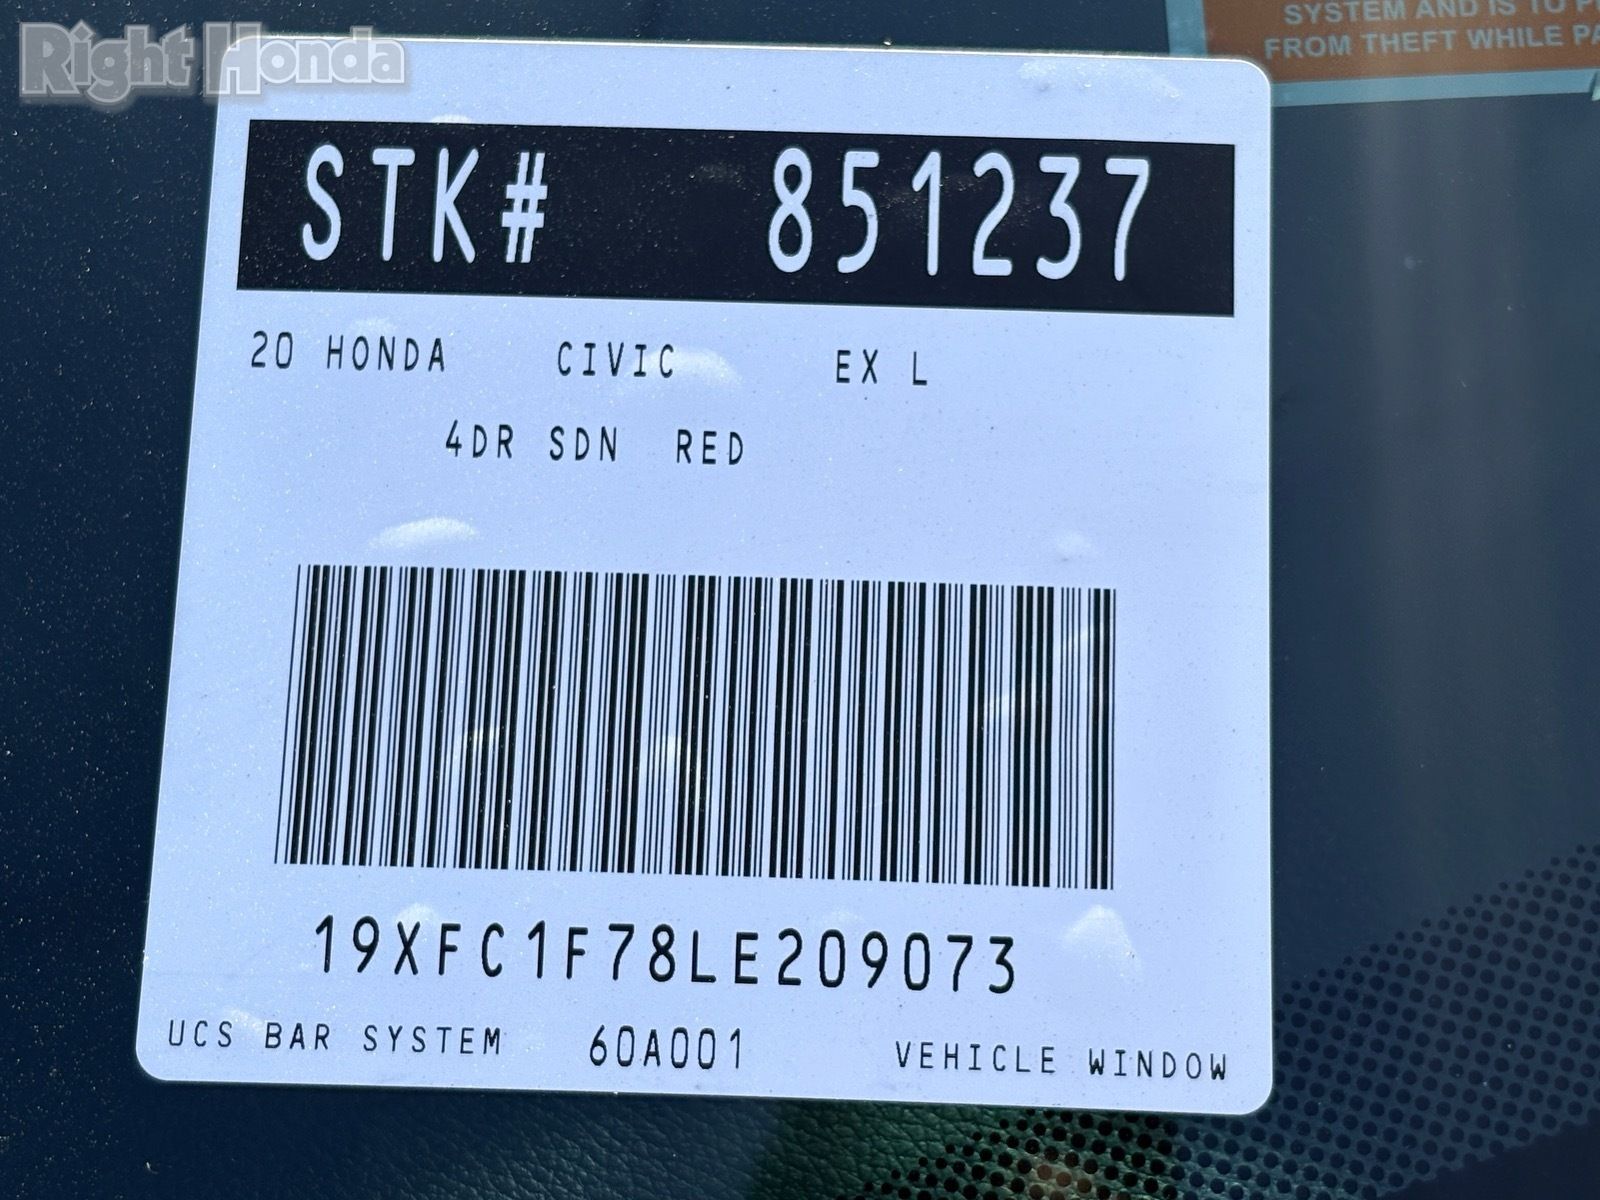 Right Honda
SYSTEM AND IS TO
FROM THEFT WHILE
STK# 851237
20 HONDA CIVIC EX L
4DR SDN RED
19XFC1F78LE209073
UCS BAR SYSTEM 60A001 VEHICLE WINDOW